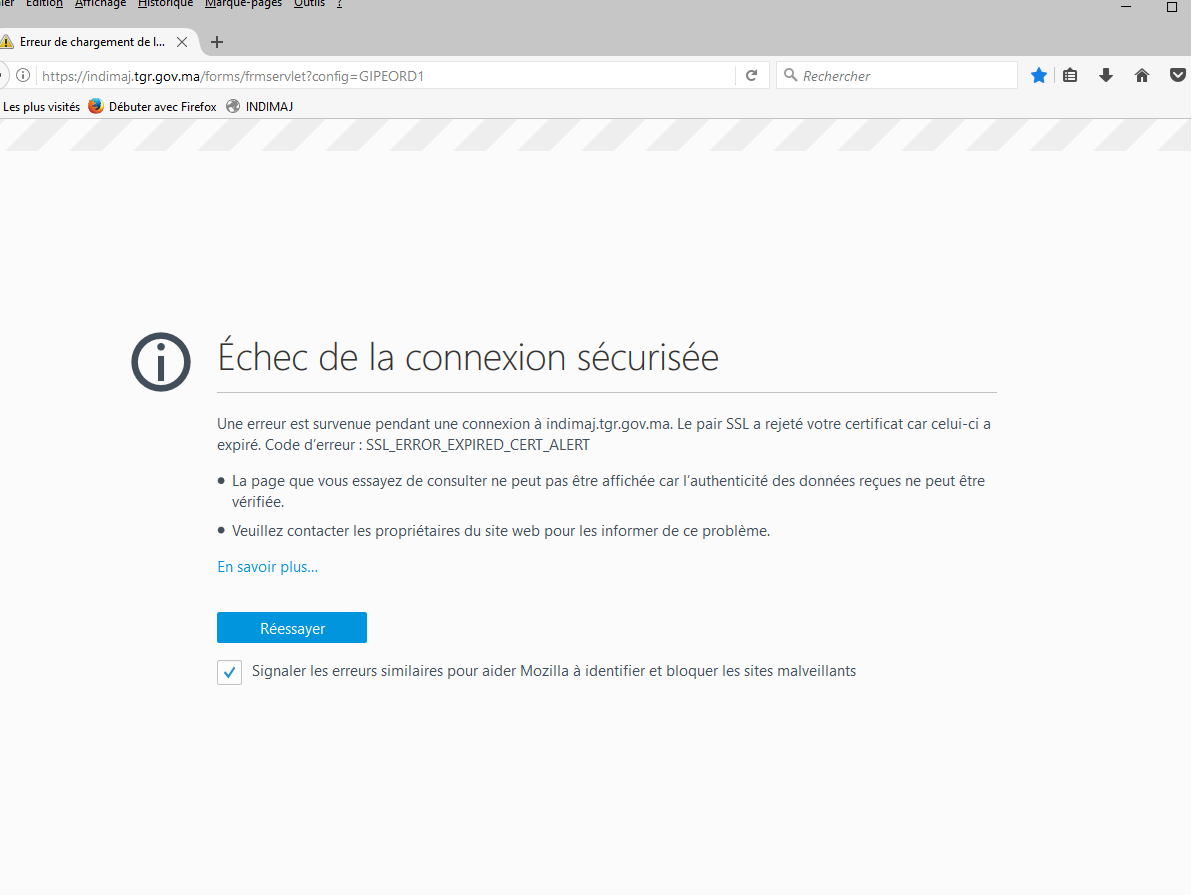 ier Edition Affichage Historique Marque-pages Outils ?
Erreur de chargement de l...
https://indimaj.tgr.gov.ma/forms/frmservlet?config=GIPEORD1
Rechercher
Les plus visités Débuter avec Firefox INDIMAJ
Échec de la connexion sécurisée
Une erreur est survenue pendant une connexion à indimaj.tgr.gov.ma. Le pair SSL a rejeté votre certificat car celui-ci a
expiré. Code d’erreur : SSL_ERROR_EXPIRED_CERT_ALERT
• La page que vous essayez de consulter ne peut pas être affichée car l’authenticité des données reçues ne peut être
vérifiée.
• Veuillez contacter les propriétaires du site web pour les informer de ce problème.
En savoir plus...
Réessayer
Signaler les erreurs similaires pour aider Mozilla à identifier et bloquer les sites malveillants